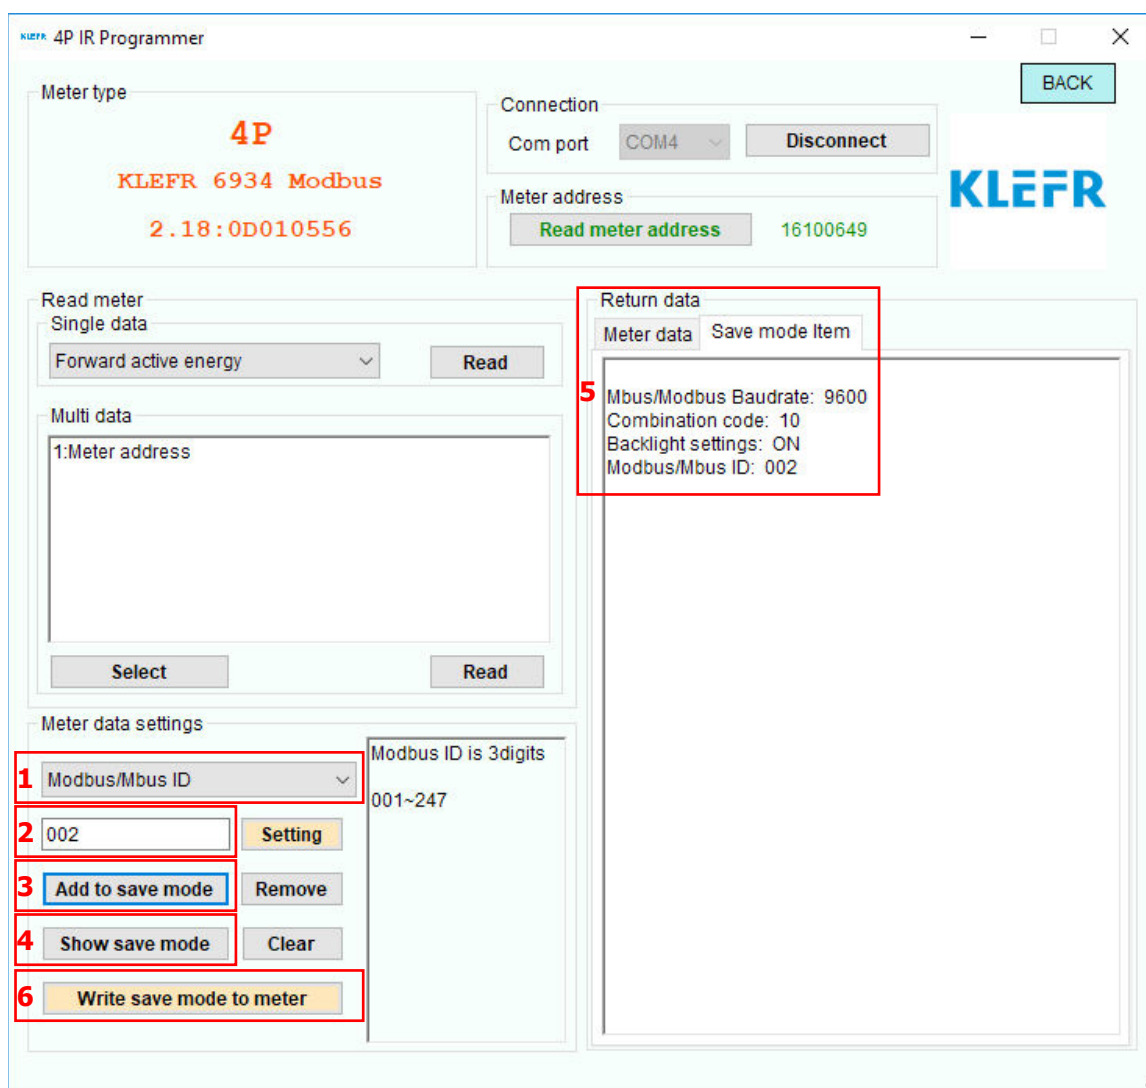 KLEFR 4P IR Programmer
BACK
Meter type
4P
KLEFR 6934 Modbus
2.18:0D010556
Connection
Com port COM4 Disconnect
Meter address
Read meter address 16100649
KLEFR
Read meter
Single data
Forward active energy Read
Multi data
1:Meter address
Select Read
Meter data settings
1 Modbus/Mbus ID
2 002 Setting
3 Add to save mode Remove
4 Show save mode Clear
6 Write save mode to meter
Modbus ID is 3digits
001~247
Return data
Meter data Save mode Item
5
Mbus/Modbus Baudrate: 9600
Combination code: 10
Backlight settings: ON
Modbus/Mbus ID: 002